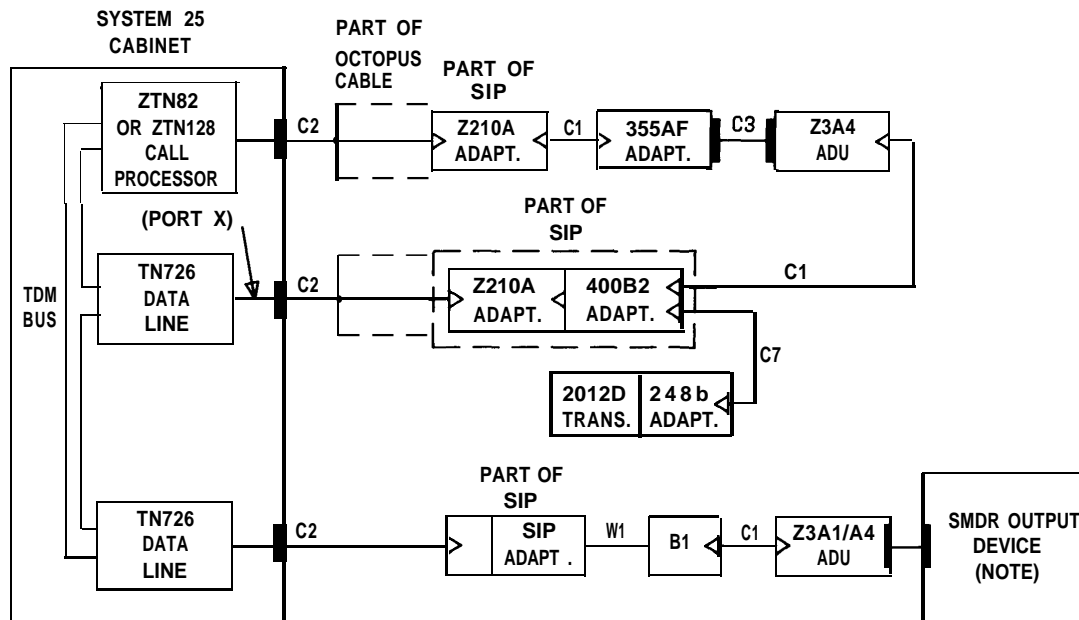 SYSTEM 25
CABINET
PART OF
OCTOPUS
CABLE
PART OF
SIP
ZTN82
OR ZTN128
CALL
PROCESSOR
C2
Z210A
ADAPT.
C1
355AF
ADAPT.
C3
Z3A4
ADU
(PORT X)
PART OF
SIP
TDM
BUS
TN726
DATA
LINE
C2
Z210A
ADAPT.
400B2
ADAPT.
C1
C7
2012D
TRANS.
248b
ADAPT.
PART OF
SIP
TN726
DATA
LINE
C2
SIP
ADAPT .
W1
B1
C1
Z3A1/A4
ADU
SMDR OUTPUT
DEVICE
(NOTE)